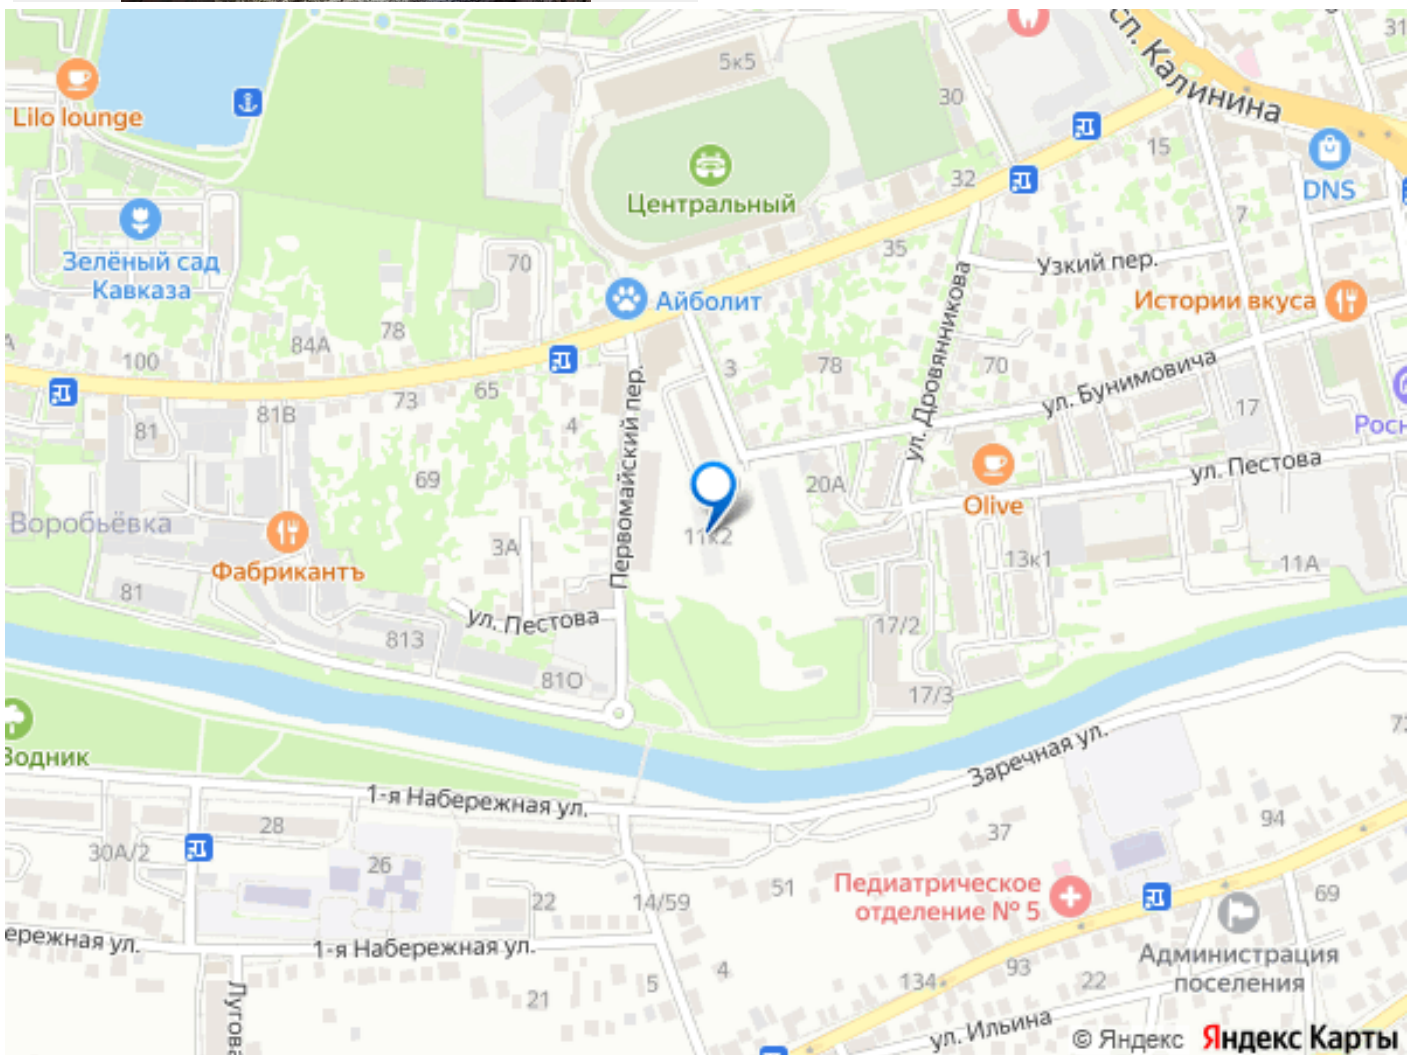 Lilo lounge
5к5
30
просп. Калинина
31
15
DNS
Центральный
32
7
35
Узкий пер.
Зелёный сад
Кавказа
70
Айболит
Истории вкуса
78
84А
100
65
73
81В
81
4
3
78
70
ул. Дровянникова
ул. Бунимовича
17
Росн
Первомайский пер.
69
20А
Olive
ул. Пестова
Воробьёвка
Фабрикантъ
3А
11к2
13к1
11А
81
ул. Пестова
813
81О
17/2
17/3
Водник
Заречная ул.
1-я Набережная ул.
28
30А/2
26
22
14/59
51
37
94
Педиатрическое
отделение № 5
69
ережная ул.
1-я Набережная ул.
Администрация
поселения
Лугова
21
5
4
134
93
22
ул. Ильина
© Яндекс Яндекс Карты